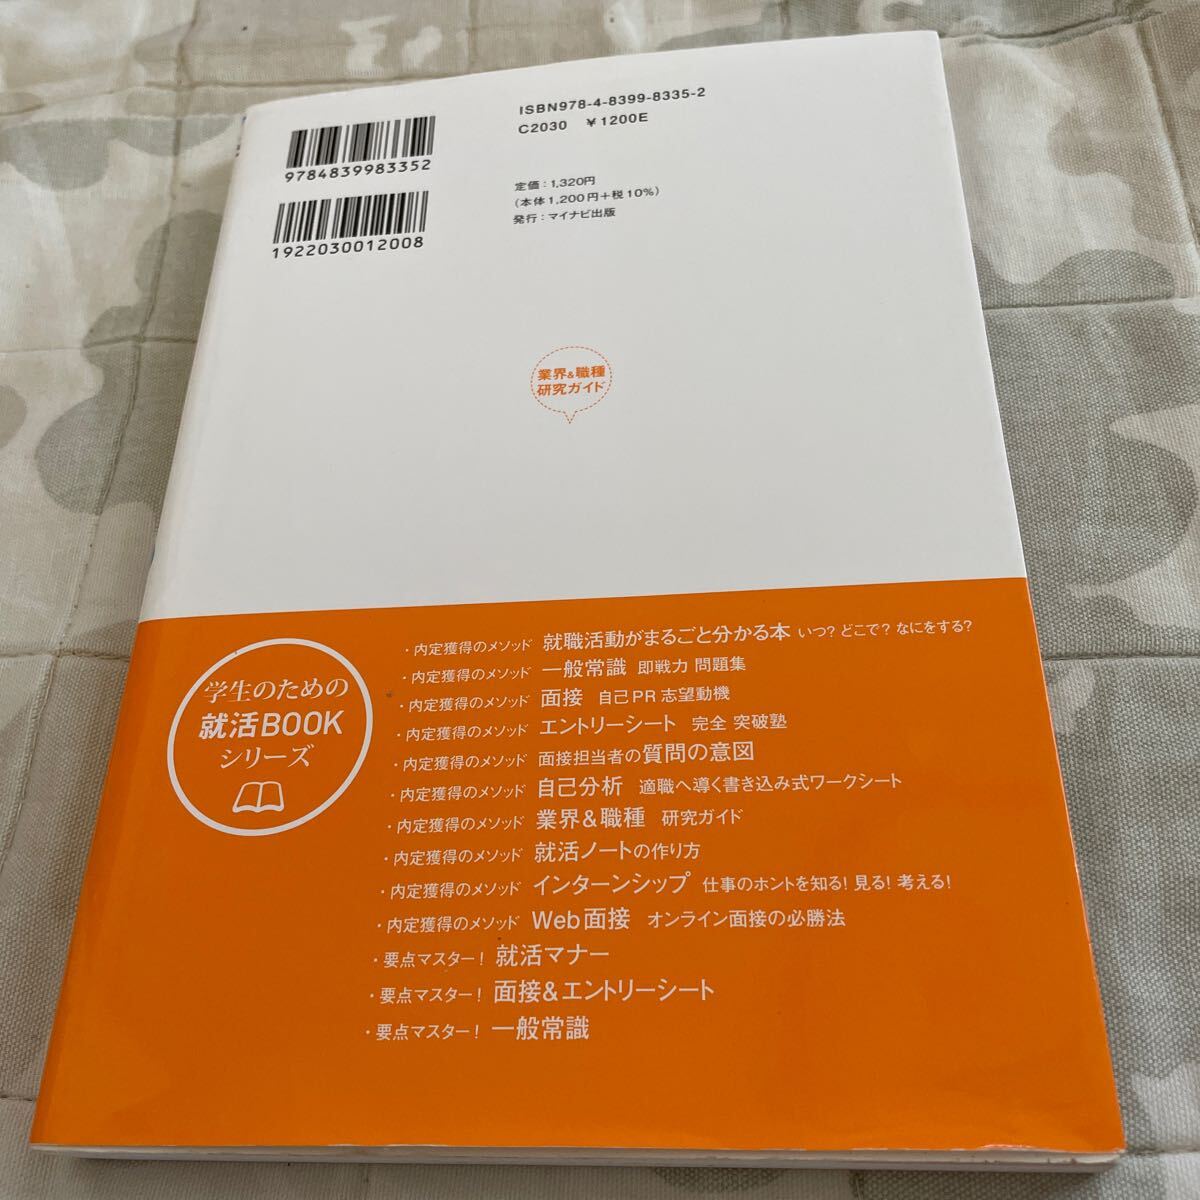 ISBN978-4-8399-8335-2
C2030 ¥1200E
9784839983352
1922030012008
定価：1,320円
（本体1,200円＋税10%）
発行：マイナビ出版
業界&職種
研究ガイド
学生のための
就活BOOK
シリーズ
・内定獲得のメソッド 就職活動がまるごと分かる本 いつ？ どこで？ なにをする？
・内定獲得のメソッド 一般常識 即戦力 問題集
・内定獲得のメソッド 面接 自己PR 志望動機
・内定獲得のメソッド エントリーシート 完全 突破塾
・内定獲得のメソッド 面接担当者の質問の意図
・内定獲得のメソッド 自己分析 適職へ導く書き込み式ワークシート
・内定獲得のメソッド 業界&職種 研究ガイド
・内定獲得のメソッド 就活ノートの作り方
・内定獲得のメソッド インターンシップ 仕事のホントを知る！ 見る！ 考える！
・内定獲得のメソッド Web面接 オンライン面接の必勝法
・要点マスター！ 就活マナー
・要点マスター！ 面接&エントリーシート
・要点マスター！ 一般常識